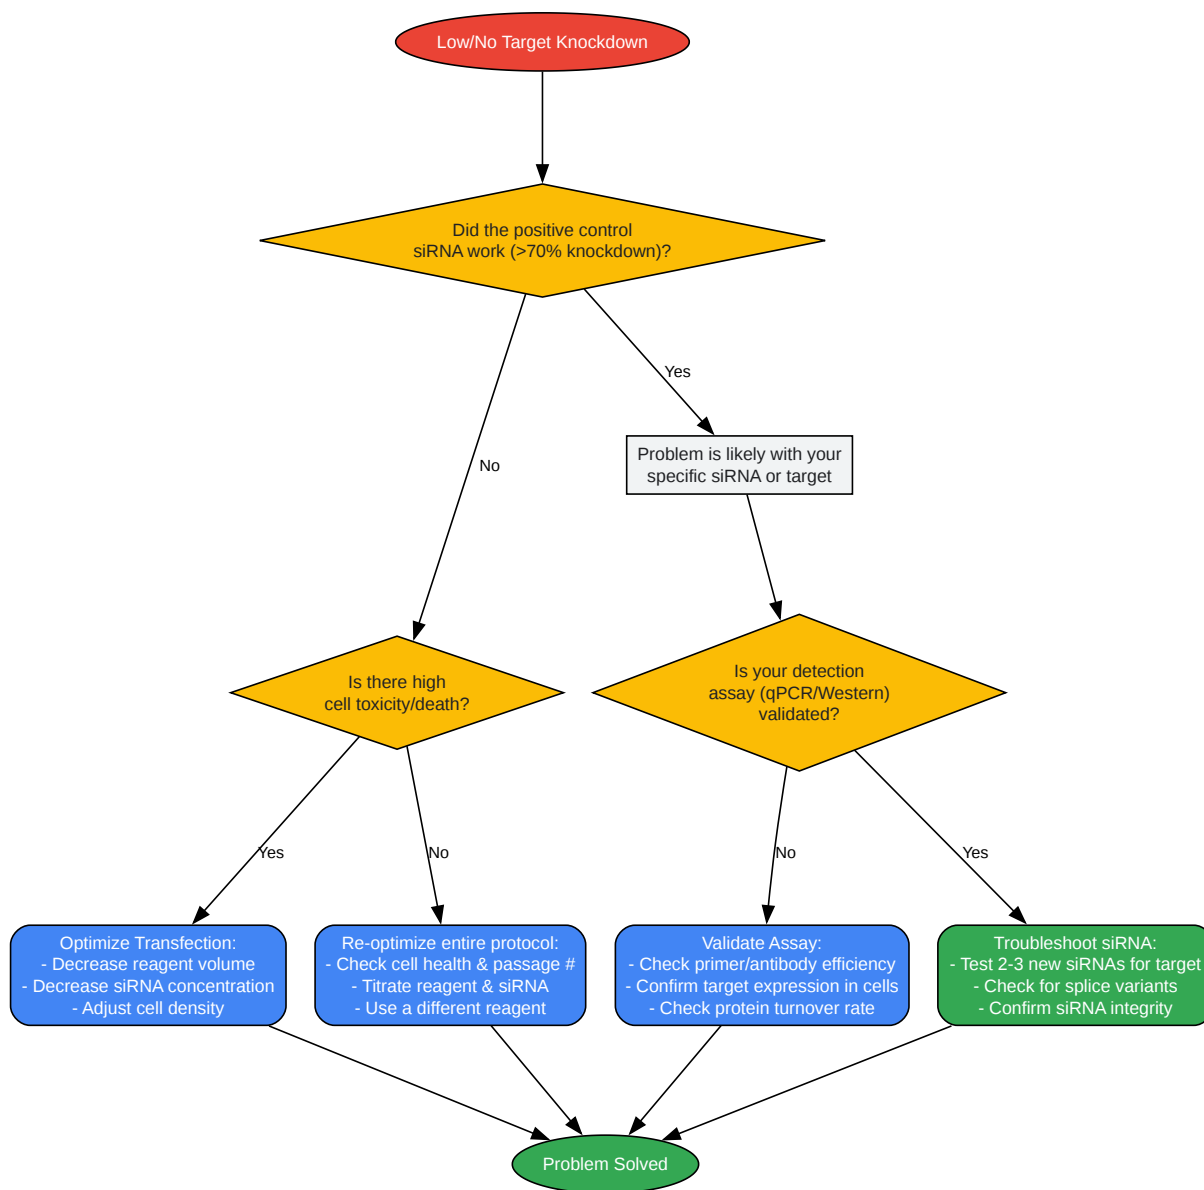 Low/No Target Knockdown
Did the positive control
siRNA work (>70% knockdown)?
Yes
No
Problem is likely with your
specific siRNA or target
Is there high
cell toxicity/death?
Is your detection
assay (qPCR/Western)
validated?
Yes
No
No
Yes
Optimize Transfection:
- Decrease reagent volume
- Decrease siRNA concentration
- Adjust cell density
Re-optimize entire protocol:
- Check cell health & passage #
- Titrate reagent & siRNA
- Use a different reagent
Validate Assay:
- Check primer/antibody efficiency
- Confirm target expression in cells
- Check protein turnover rate
Troubleshoot siRNA:
- Test 2-3 new siRNAs for target
- Check for splice variants
- Confirm siRNA integrity
Problem Solved